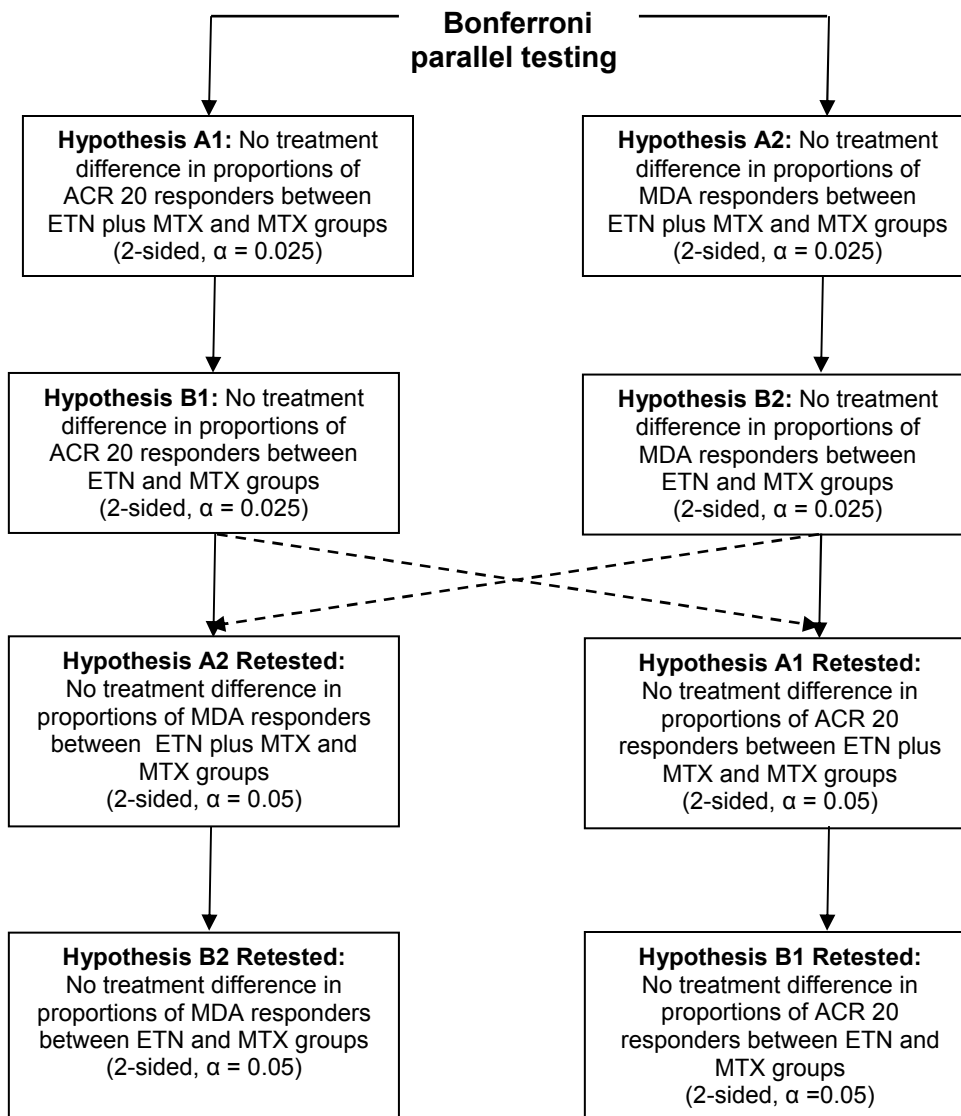 Bonferroni
parallel testing
Hypothesis A1: No treatment
difference in proportions of
ACR 20 responders between
ETN plus MTX and MTX groups
(2-sided, α = 0.025)
Hypothesis A2: No treatment
difference in proportions of
MDA responders between
ETN plus MTX and MTX groups
(2-sided, α = 0.025)
Hypothesis B1: No treatment
difference in proportions of
ACR 20 responders between
ETN and MTX groups
(2-sided, α = 0.025)
Hypothesis B2: No treatment
difference in proportions of
MDA responders between
ETN and MTX groups
(2-sided, α = 0.025)
Hypothesis A2 Retested:
No treatment difference in
proportions of MDA responders
between ETN plus MTX and
MTX groups
(2-sided, α = 0.05)
Hypothesis A1 Retested:
No treatment difference in
proportions of ACR 20
responders between ETN plus
MTX and MTX groups
(2-sided, α = 0.05)
Hypothesis B2 Retested:
No treatment difference in
proportions of MDA responders
between ETN and MTX groups
(2-sided, α = 0.05)
Hypothesis B1 Retested:
No treatment difference in
proportions of ACR 20
responders between ETN and
MTX groups
(2-sided, α =0.05)